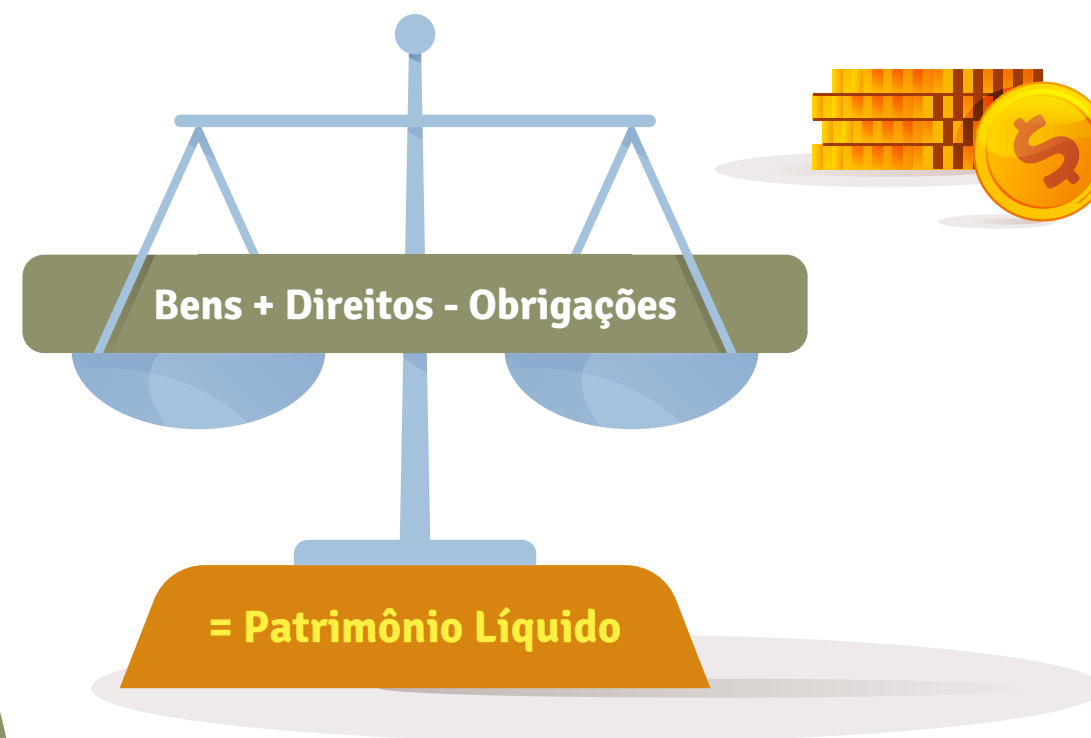 Bens + Direitos - Obrigações
= Patrimônio Líquido